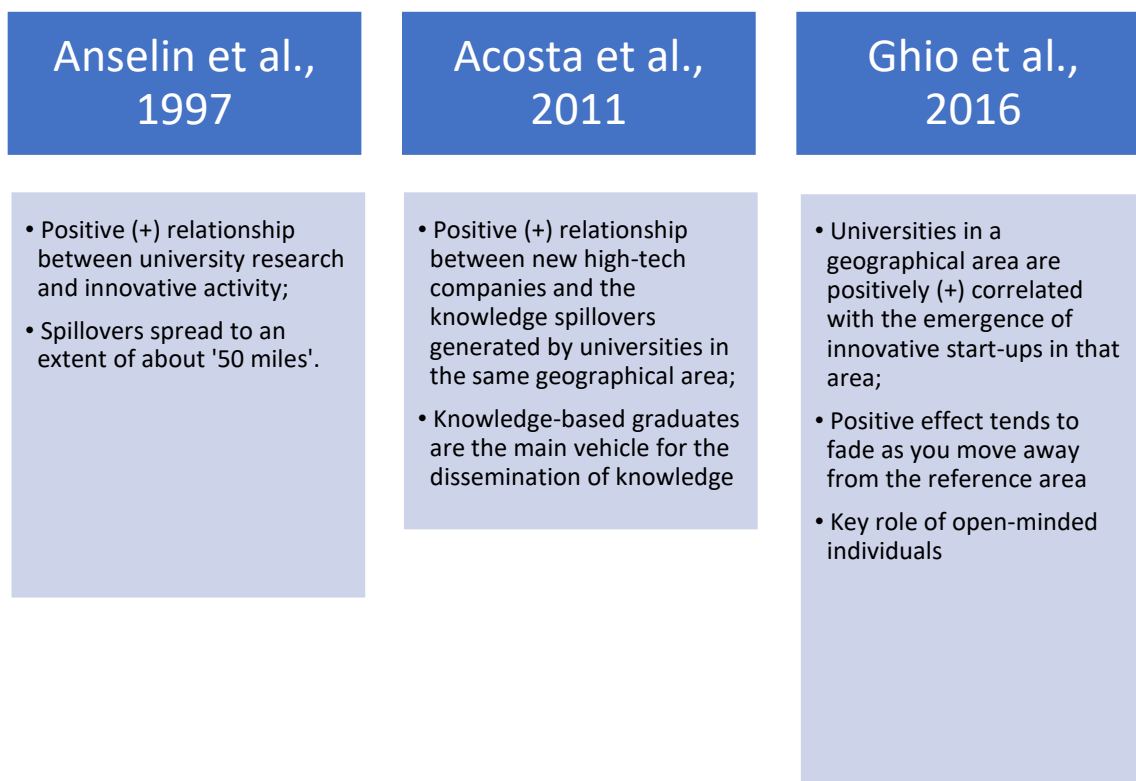 Anselin et al.,
1997
• Positive (+) relationship
between university research
and innovative activity;
• Spillovers spread to an
extent of about '50 miles'.
Acosta et al.,
2011
• Positive (+) relationship
between new high-tech
companies and the
knowledge spillovers
generated by universities in
the same geographical area;
• Knowledge-based graduates
are the main vehicle for the
dissemination of knowledge
Ghio et al.,
2016
• Universities in a
geographical area are
positively (+) correlated
with the emergence of
innovative start-ups in that
area;
• Positive effect tends to
fade as you move away
from the reference area
• Key role of open-minded
individuals